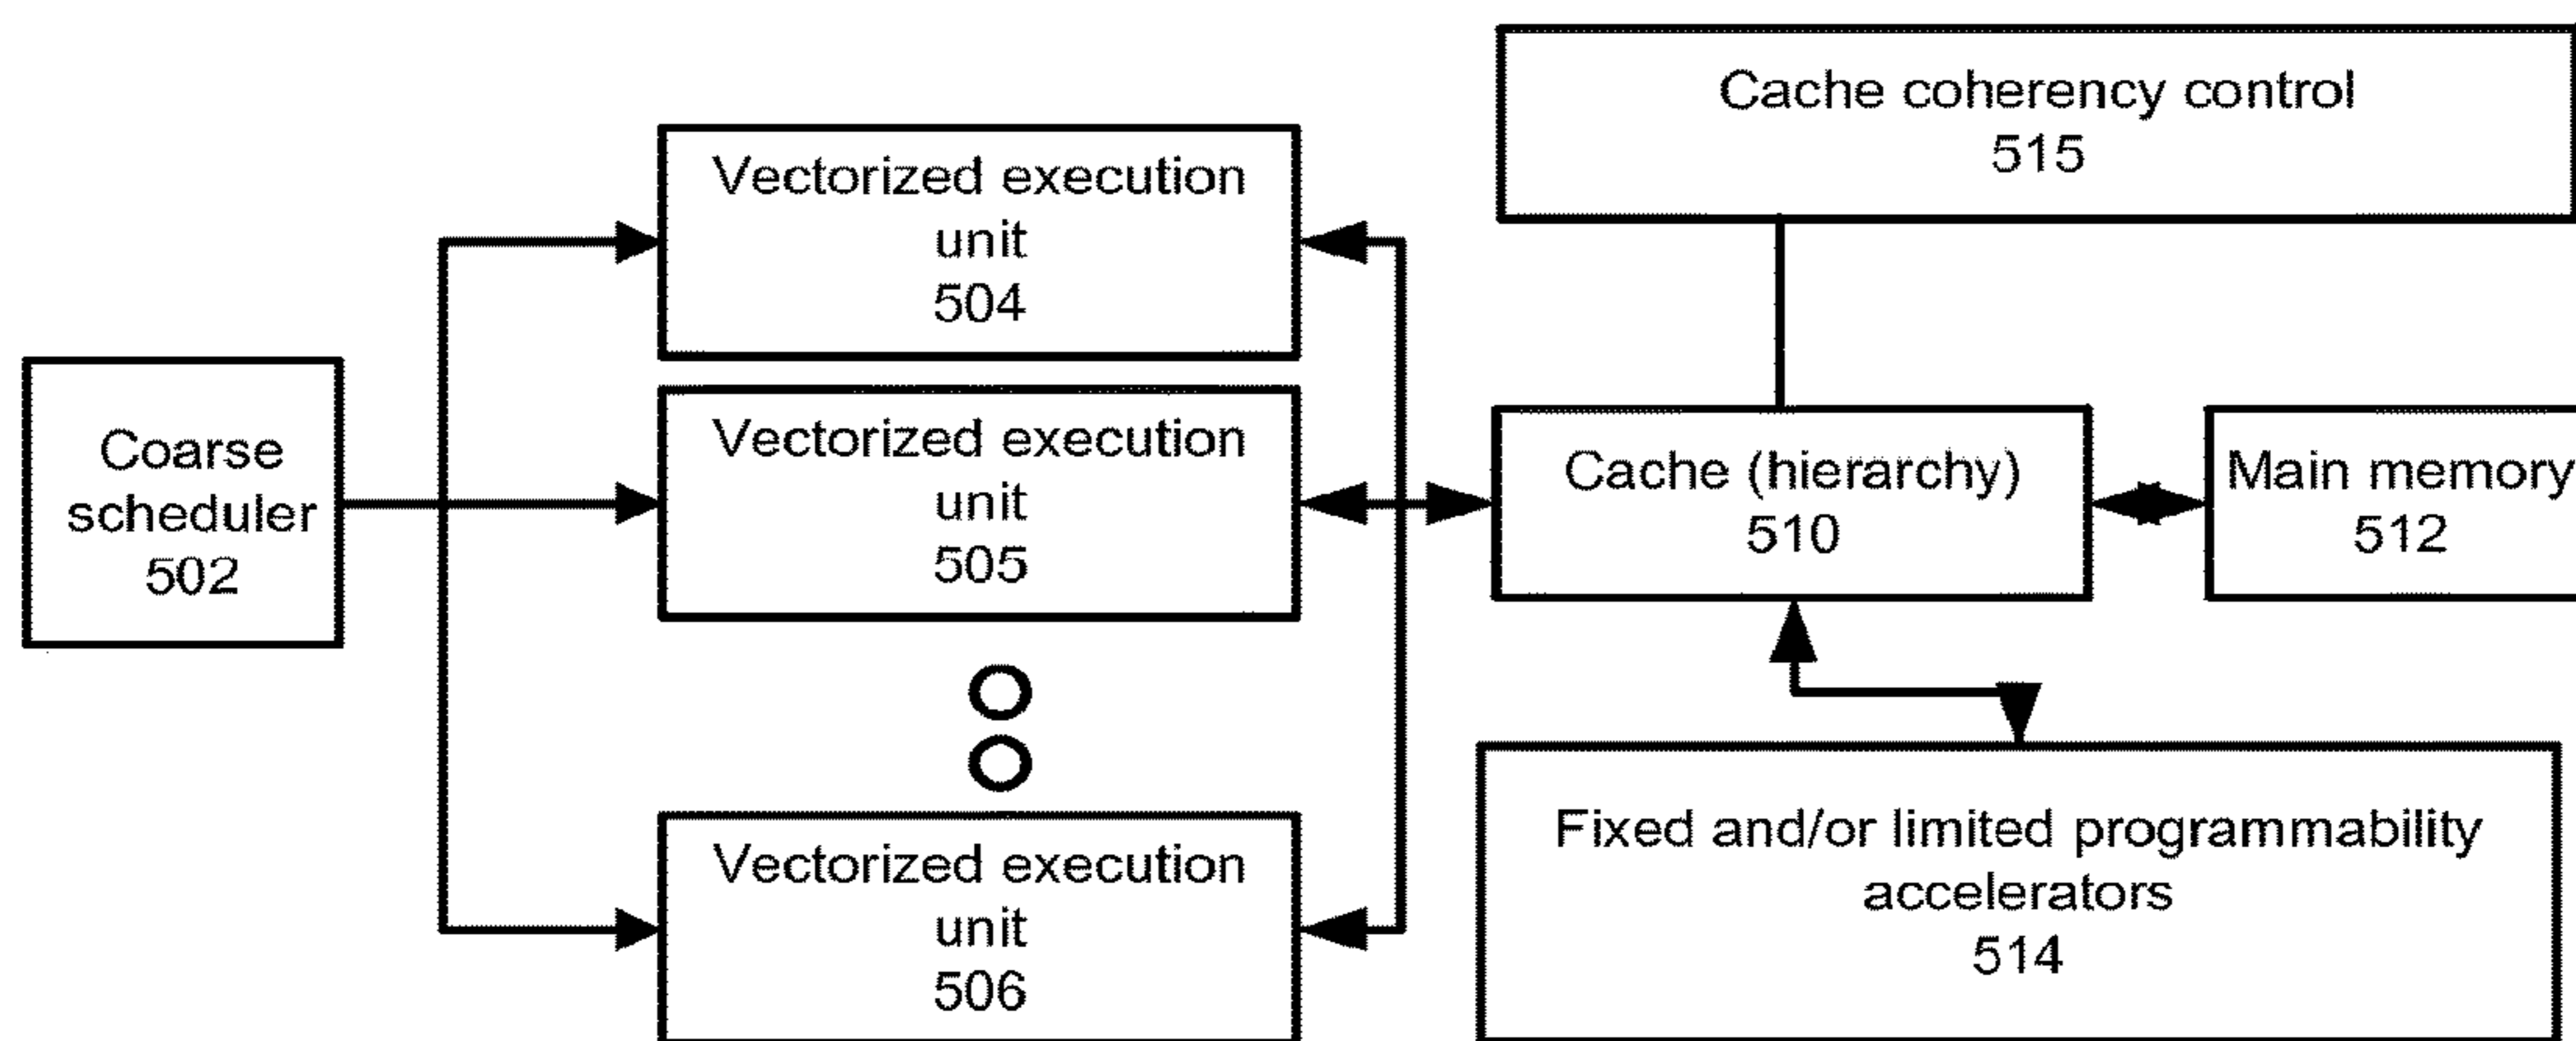 Coarse
scheduler
502
Vectorized execution
unit
504
Vectorized execution
unit
505
Vectorized execution
unit
506
Cache coherency control
515
Cache (hierarchy)
510
Main memory
512
Fixed and/or limited programmability
accelerators
514